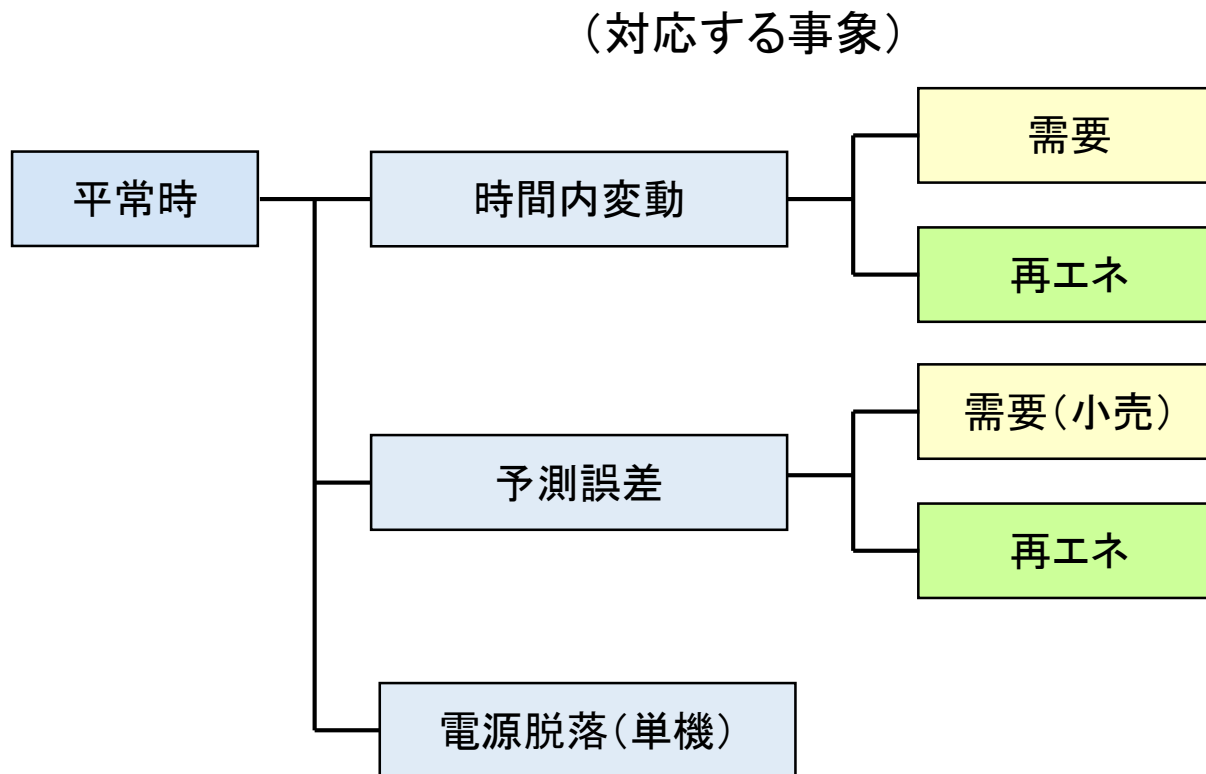 （対応する事象）
平常時
時間内変動
需要
再エネ
予測誤差
需要（小売）
再エネ
電源脱落（単機）